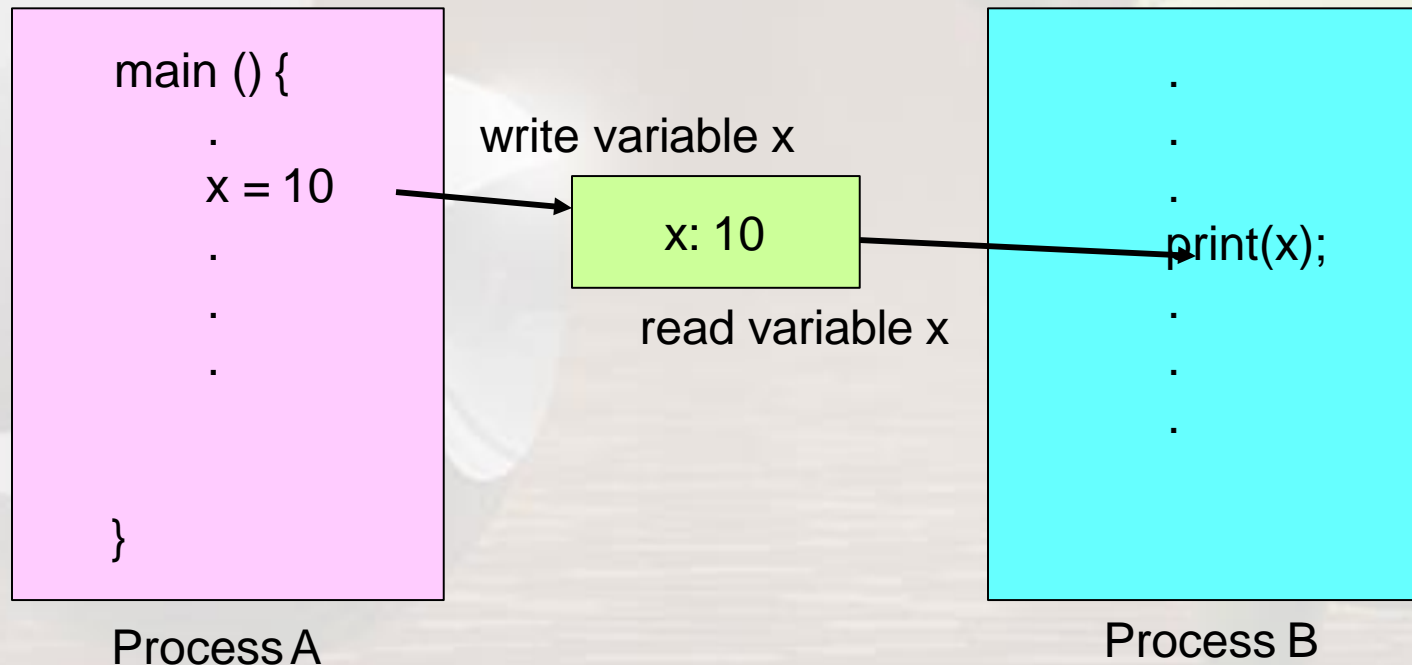 main () {
.
x = 10
.
.
.
}
Process A
write variable x
x: 10
read variable x
.
.
.
print(x);
.
.
.
Process B